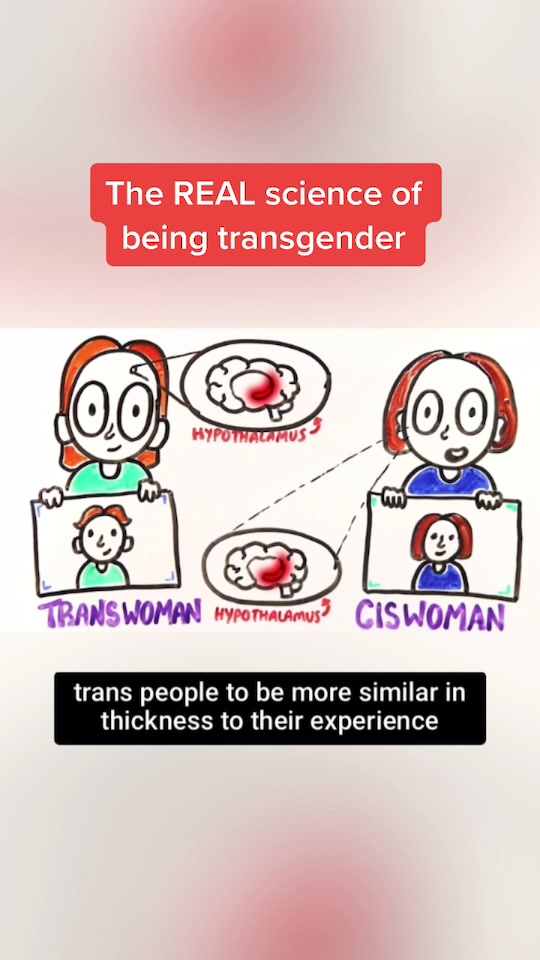 The REAL science of
being transgender
HYPOTHALAMUS
HYPOTHALAMUS
TRANSWOMAN
CISWOMAN
trans people to be more similar in
thickness to their experience